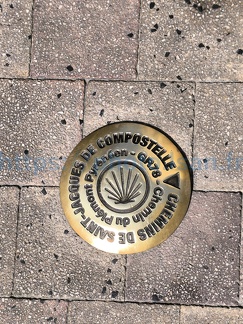 CHEMINS DE SAINT-JACQUES DE COMPOSTELLE
Chemin du Piémont Pyrénéen - GR78 -